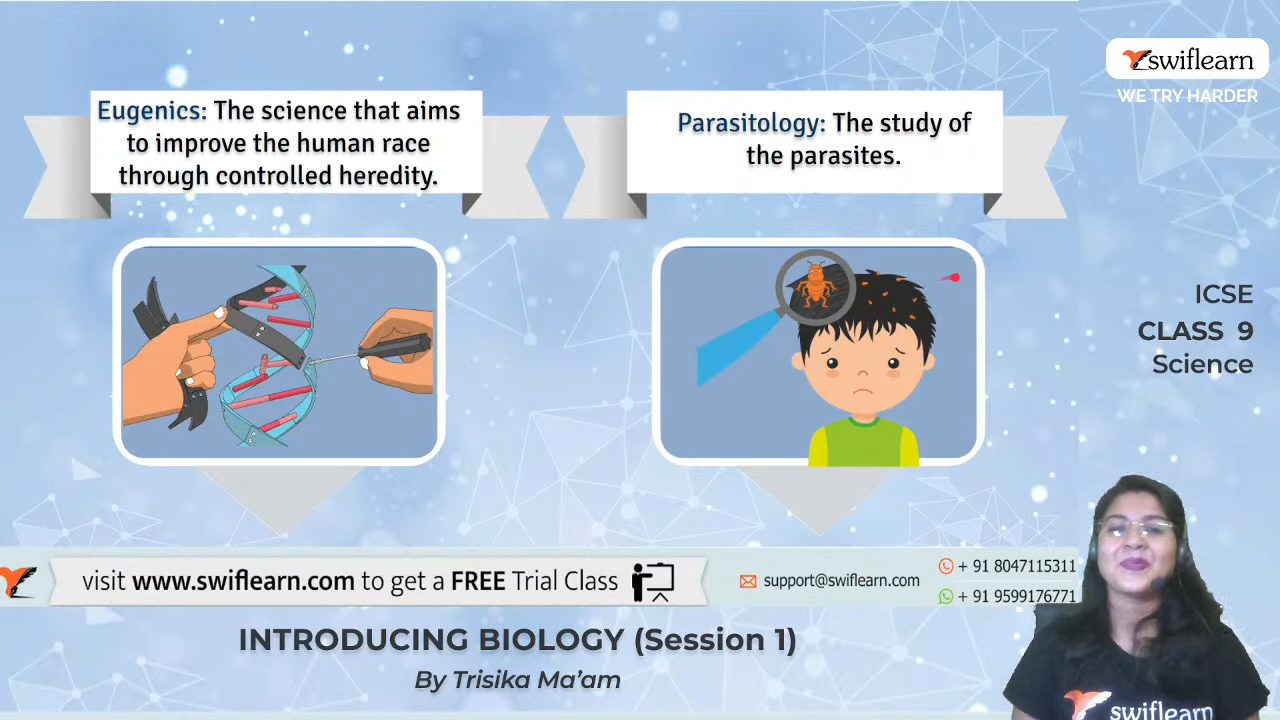 swiflearn
WE TRY HARDER
Eugenics: The science that aims
to improve the human race
through controlled heredity.
Parasitology: The study of
the parasites.
ICSE
CLASS 9
Science
visit www.swiflearn.com to get a FREE Trial Class
support@swiflearn.com
+ 91 8047115311
+ 91 9599176771
INTRODUCING BIOLOGY (Session 1)
By Trisika Ma'am
swiflearn